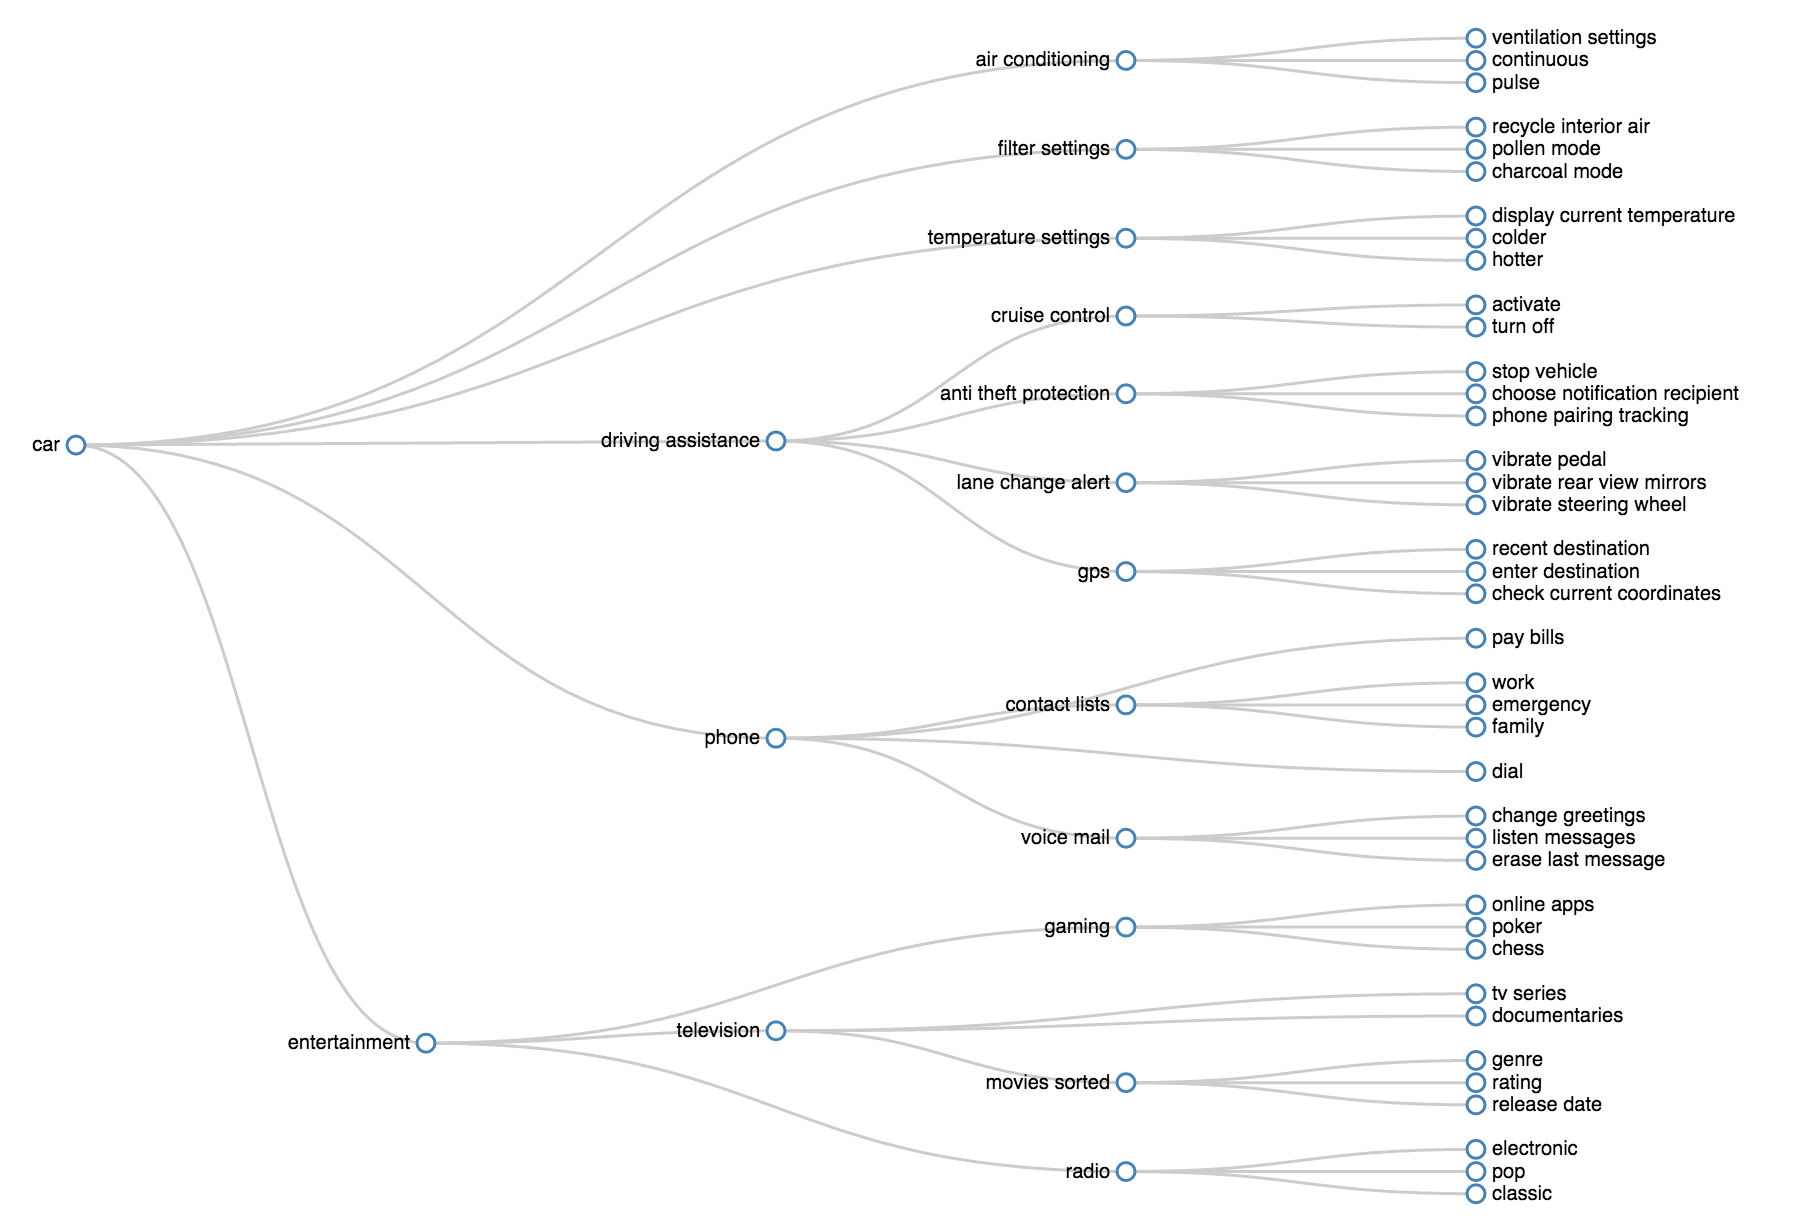 car
air conditioning
ventilation settings
continuous
pulse
filter settings
recycle interior air
pollen mode
charcoal mode
temperature settings
display current temperature
colder
hotter
driving assistance
cruise control
activate
turn off
anti theft protection
stop vehicle
choose notification recipient
phone pairing tracking
lane change alert
vibrate pedal
vibrate rear view mirrors
vibrate steering wheel
gps
recent destination
enter destination
check current coordinates
phone
pay bills
contact lists
work
emergency
family
dial
voice mail
change greetings
listen messages
erase last message
entertainment
gaming
online apps
poker
chess
television
tv series
documentaries
movies sorted
genre
rating
release date
radio
electronic
pop
classic